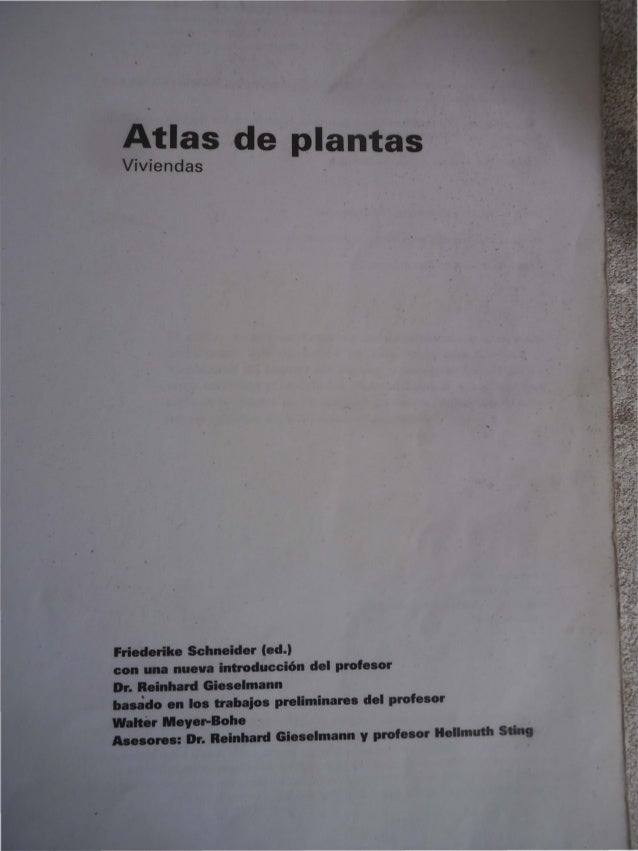 Atlas de plantas
Viviendas
Friederike Schneider (ed.)
con una nueva introducción del profesor
Dr. Reinhard Gieselmann
basado en los trabajos preliminares del profesor
Walter Meyer-Bohe
Asesores: Dr. Reinhard Gieselmann y profesor Hellmuth Sting